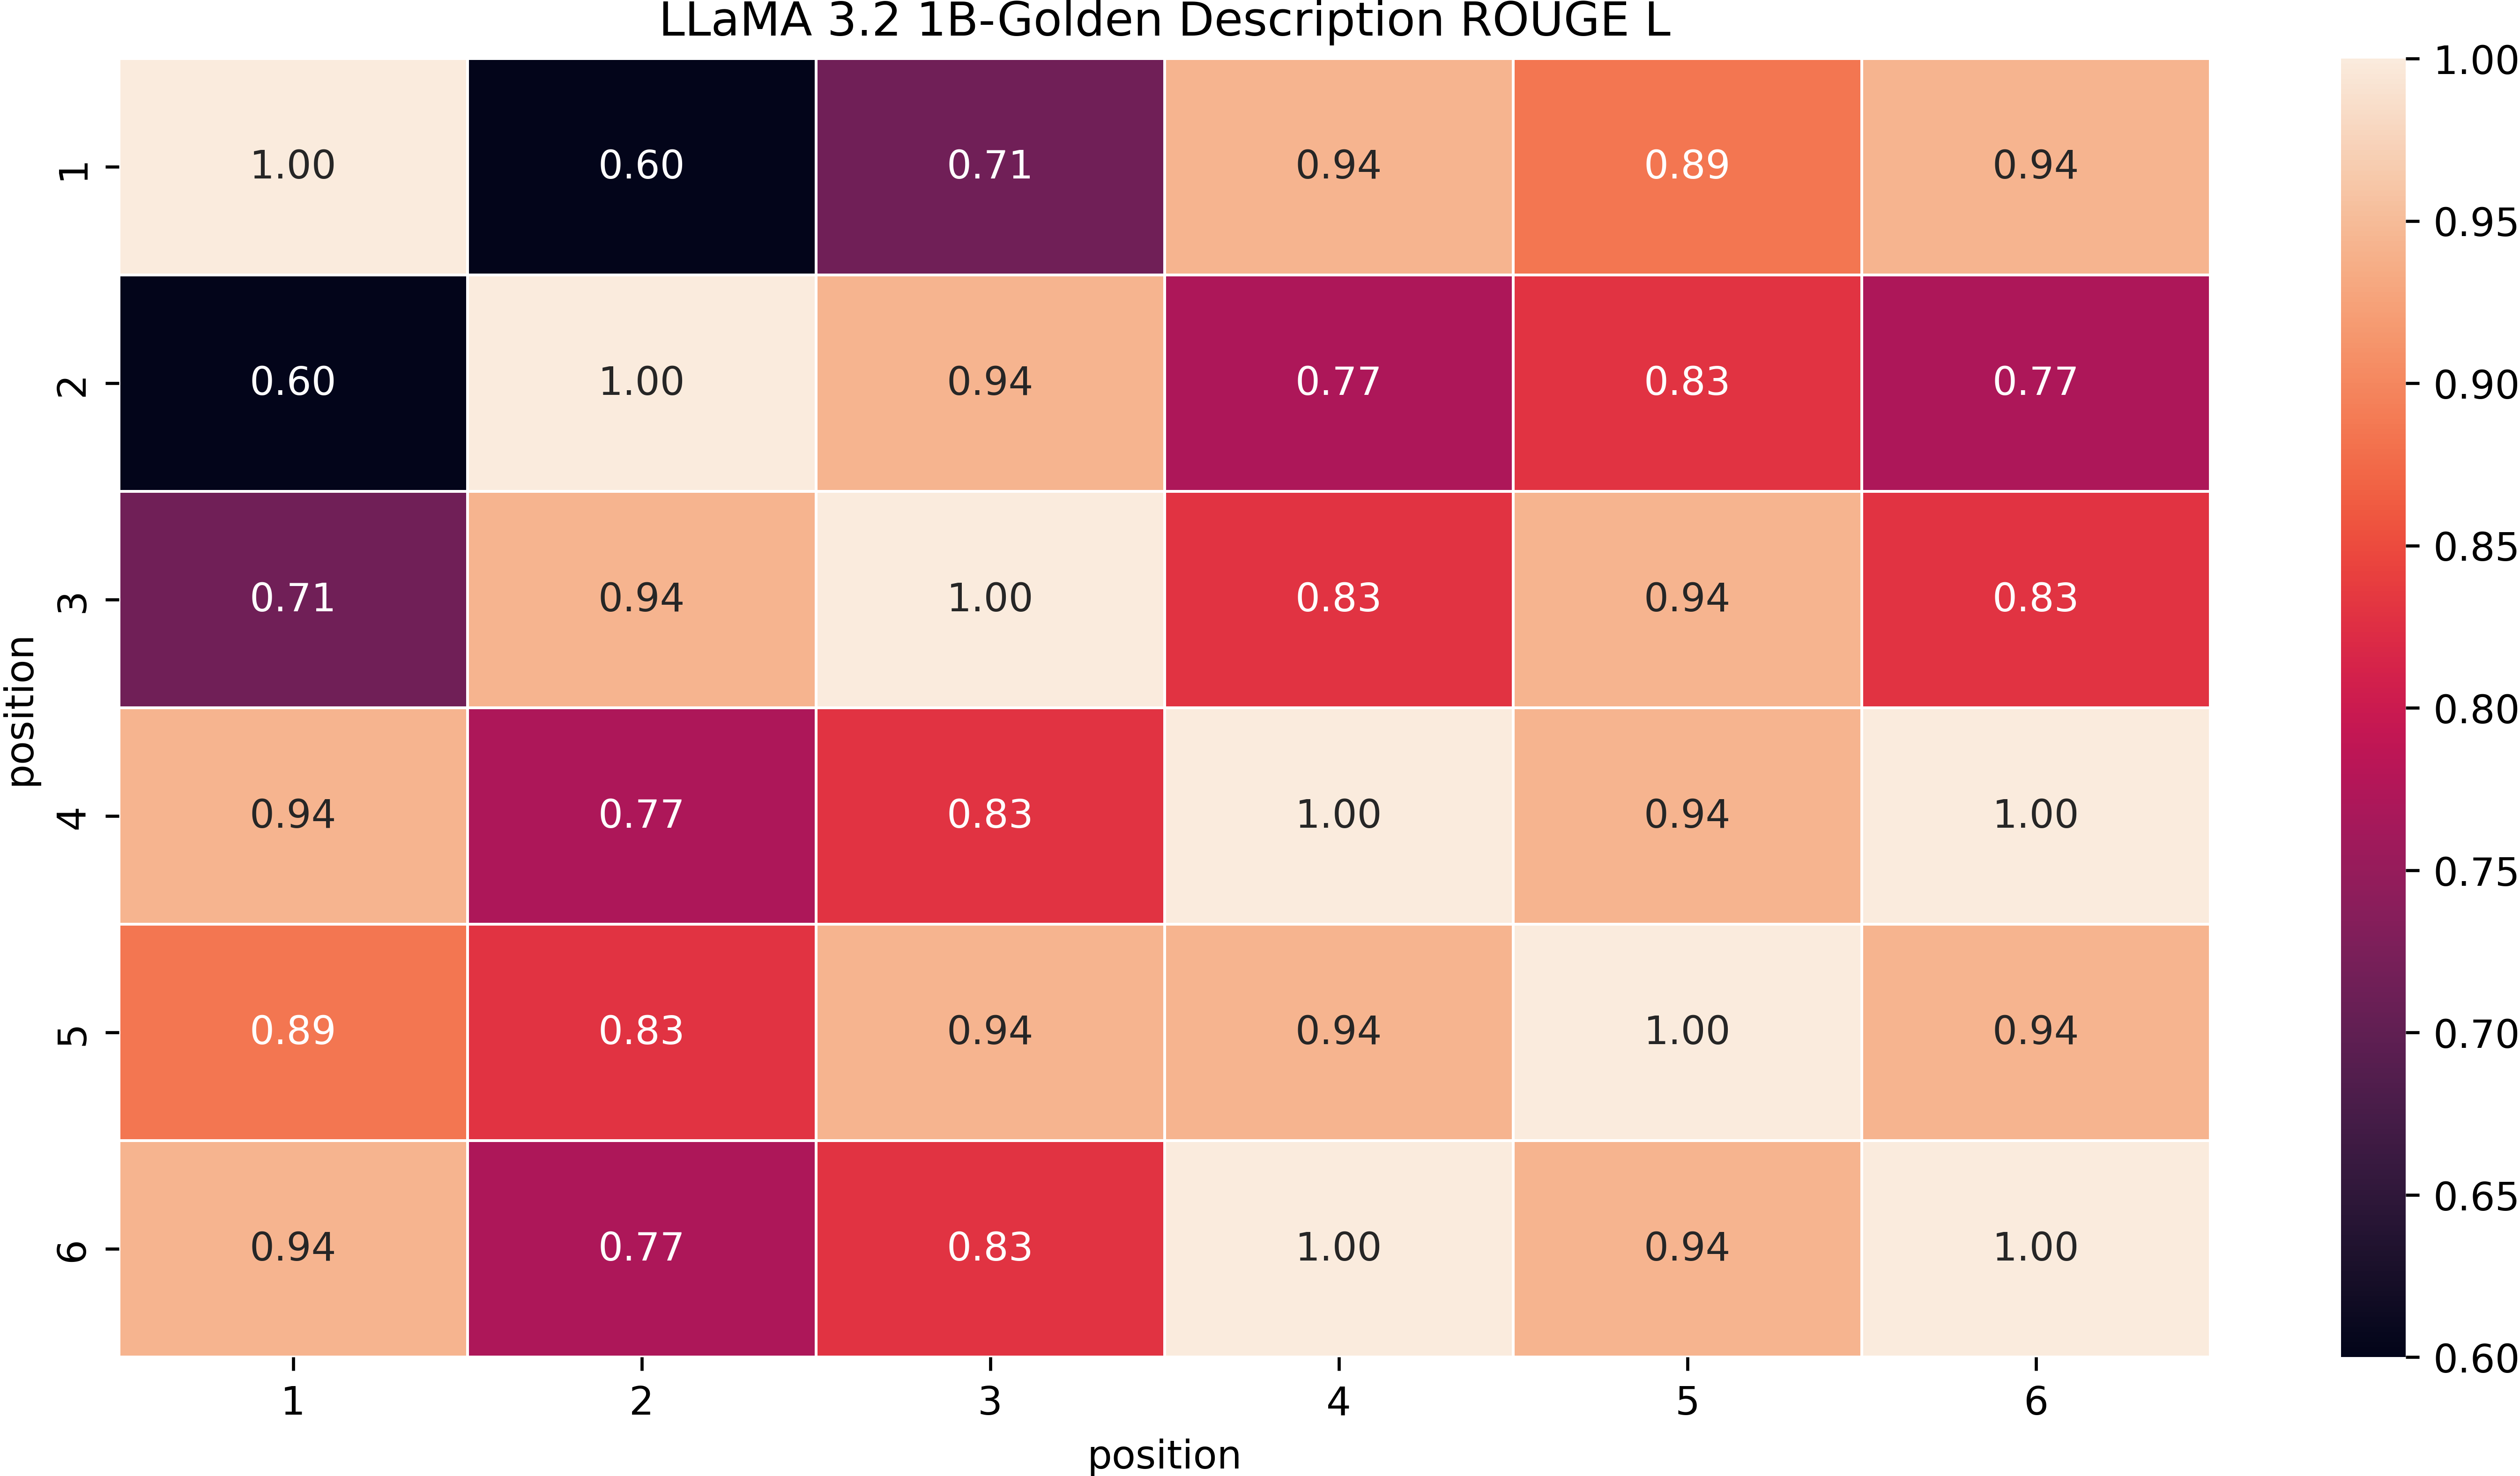 LLaMA 3.2 1B-Golden Description ROUGE L
1 1.00 0.60 0.71 0.94 0.89 0.94
2 0.60 1.00 0.94 0.77 0.83 0.77
3 0.71 0.94 1.00 0.83 0.94 0.83
4 0.94 0.77 0.83 1.00 0.94 1.00
5 0.89 0.83 0.94 0.94 1.00 0.94
6 0.94 0.77 0.83 1.00 0.94 1.00
position
1 2 3 4 5 6
position
1.00
0.95
0.90
0.85
0.80
0.75
0.70
0.65
0.60